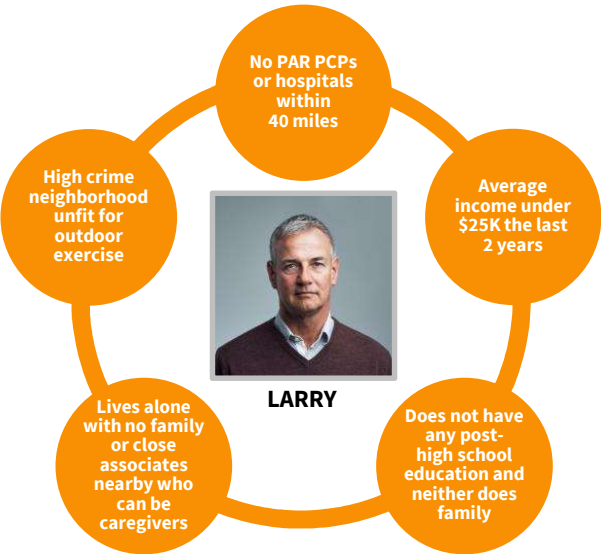 No PAR PCPs
or hospitals
within
40 miles
High crime
neighborhood
unfit for
outdoor
exercise
Average
income under
$25K the last
2 years
LARRY
Lives alone
with no family
or close
associates
nearby who
can be
caregivers
Does not have
any post-
high school
education and
neither does
family